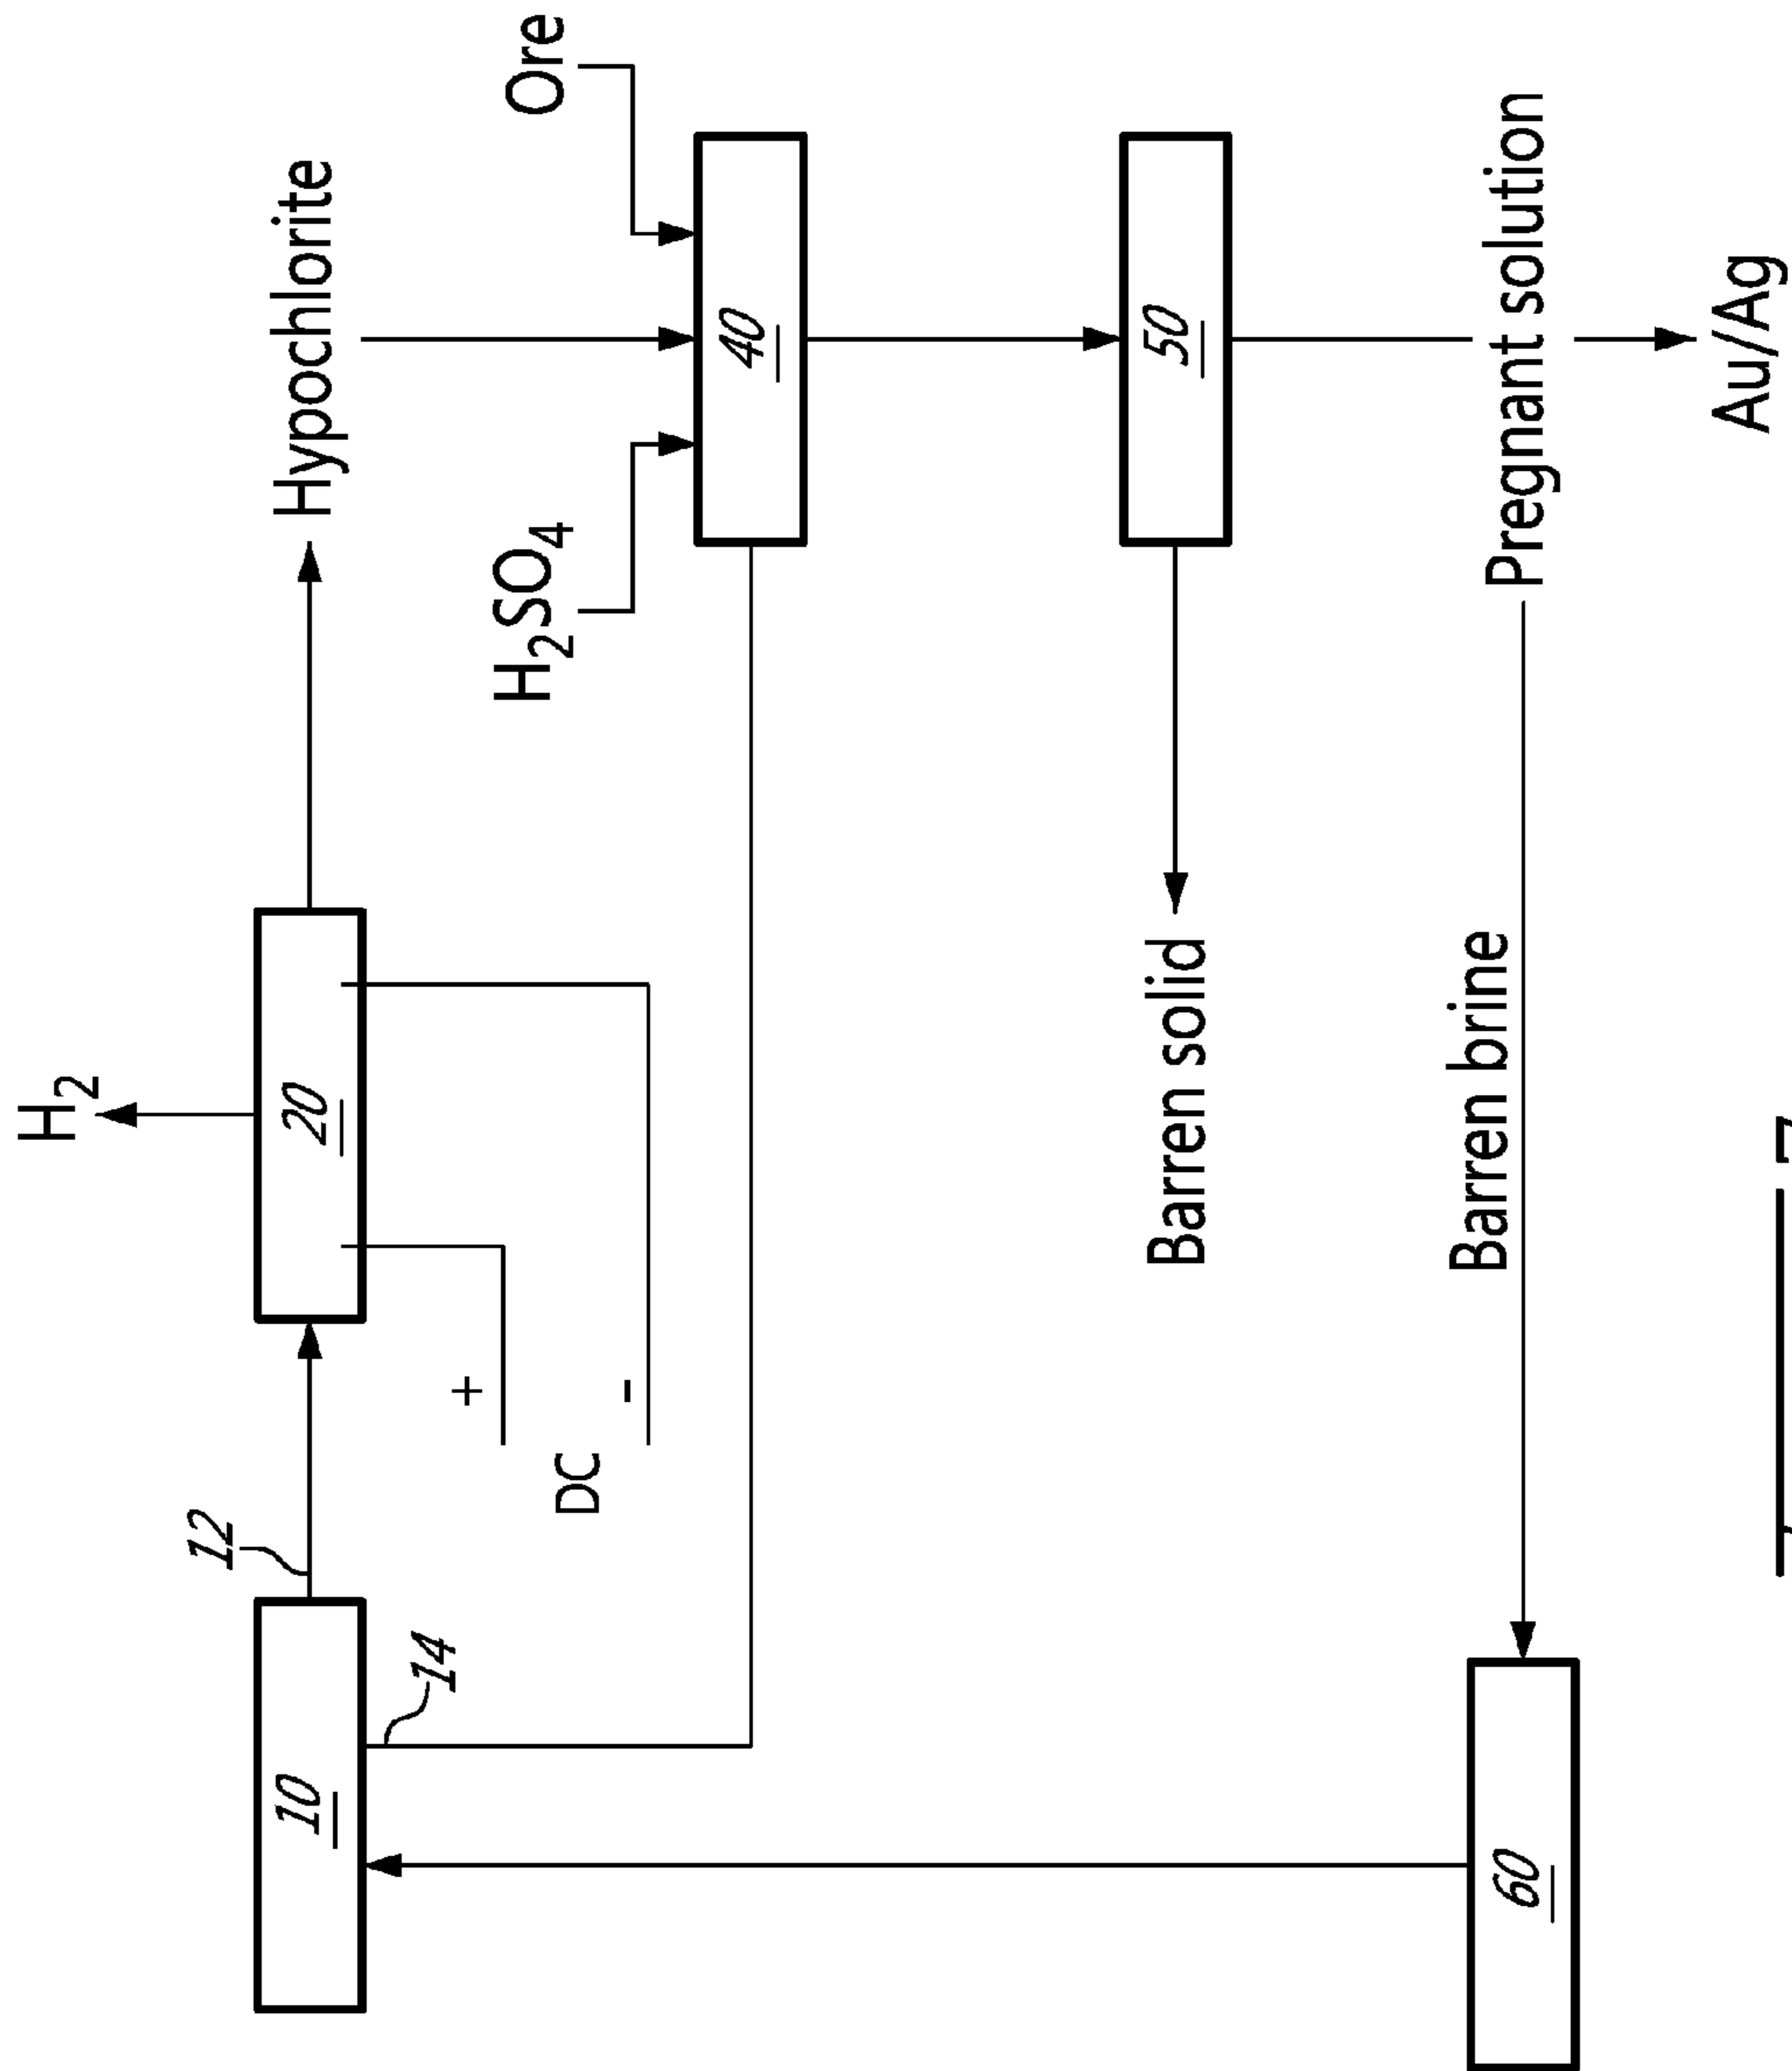 H₂
12
10
20
Hypochlorite
14
+
H₂SO₄
Ore
DC
-
40
50
Barren solid
Barren brine
60
Pregnant solution
Au//Ag